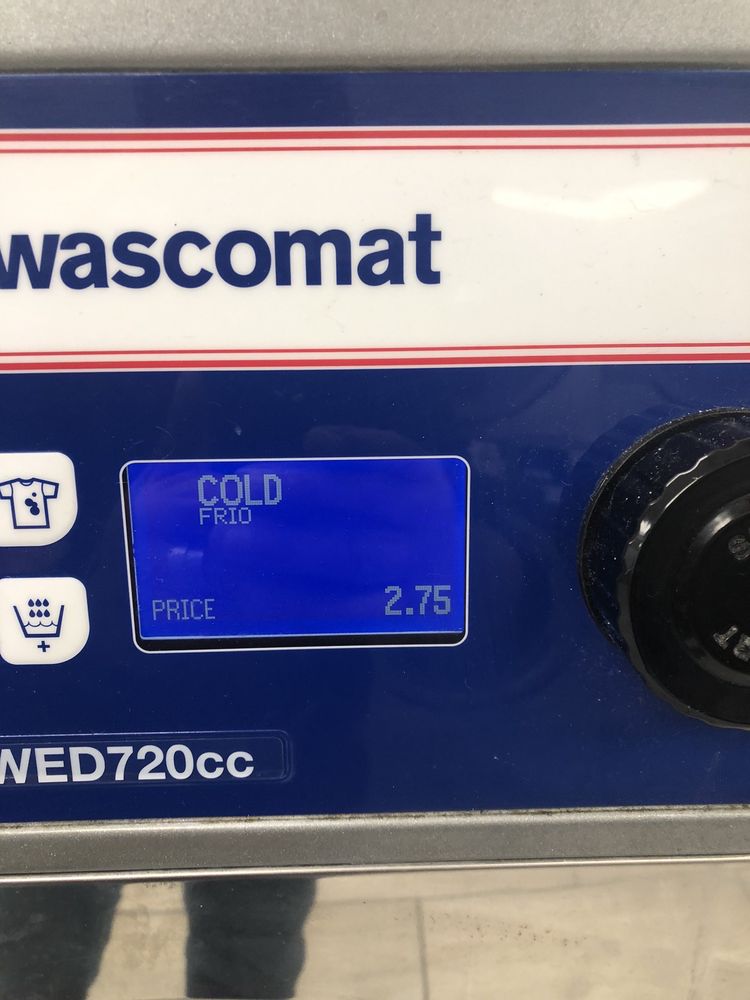 wascomat
COLD
FRIO
PRICE 2.75
WED720cc